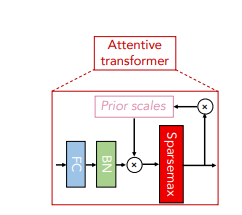 Attentive
transformer
Prior scales
FC
BN
Sparsemax